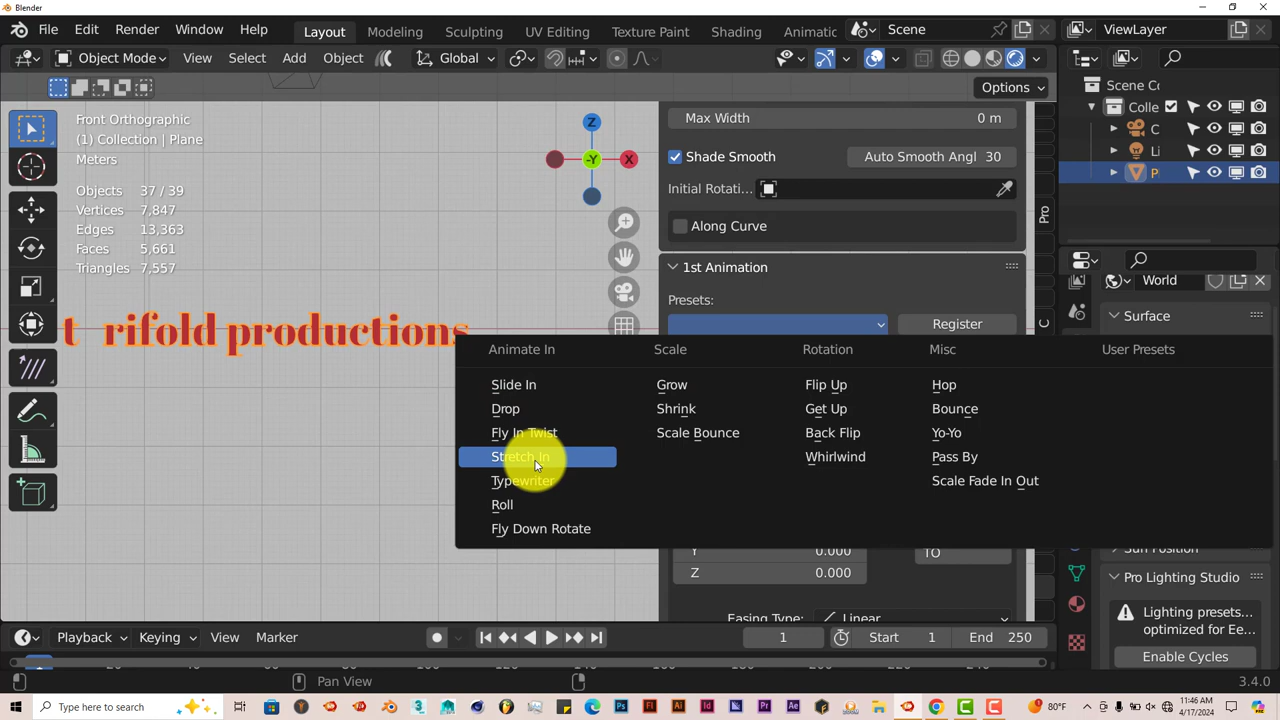 Blender
File Edit Render Window Help Layout Modeling Sculpting UV Editing Texture Paint Shading Animation Scene ViewLayer
Object Mode View Select Add Object Global
Options
Front Orthographic
(1) Collection | Plane
Meters
Objects 37 / 39
Vertices 7,847
Edges 13,363
Faces 5,661
Triangles 7,557
Z
-Y X
t rifold productions
Max Width 0 m
Shade Smooth Auto Smooth Angl 30
Initial Rotati...
Along Curve
1st Animation
Presets:
Register
Animate In Scale Rotation Misc User Presets
Slide In Grow Flip Up Hop
Drop Shrink Get Up Bounce
Fly In Twist Scale Bounce Back Flip Yo-Yo
Stretch In Whirlwind Pass By
Typewriter Scale Fade In Out
Roll
Fly Down Rotate
Y 0.000 TO
Z 0.000
Easing Type: Linear
Pro
C
Scene Cc
Colle
C
Li
P
World
Surface
Sun Position
Pro Lighting Studio
Lighting presets...
optimized for Ee...
Enable Cycles
Playback Keying View Marker 1 Start 1 End 250
Pan View 3.4.0
Type here to search 80°F 11:46 AM
4/17/2024